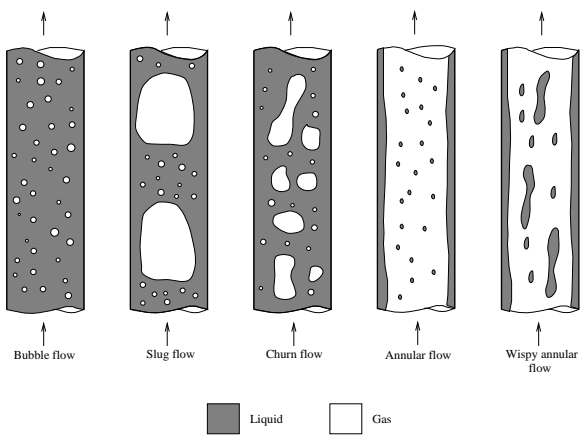 Bubble flow
Slug flow
Churn flow
Annular flow
Wispy annular
flow
Liquid
Gas